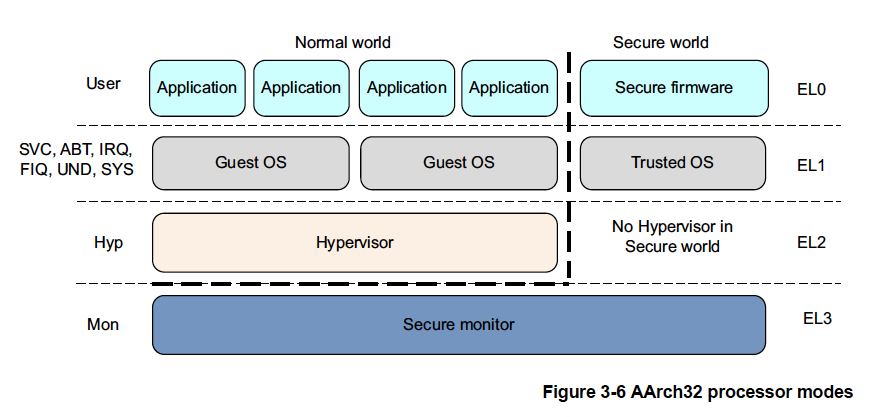 Normal world
Secure world
User
Application
Application
Application
Application
Secure firmware
EL0
SVC, ABT, IRQ,
FIQ, UND, SYS
Guest OS
Guest OS
Trusted OS
EL1
Hyp
Hypervisor
No Hypervisor in
Secure world
EL2
Mon
Secure monitor
EL3
Figure 3-6 AArch32 processor modes